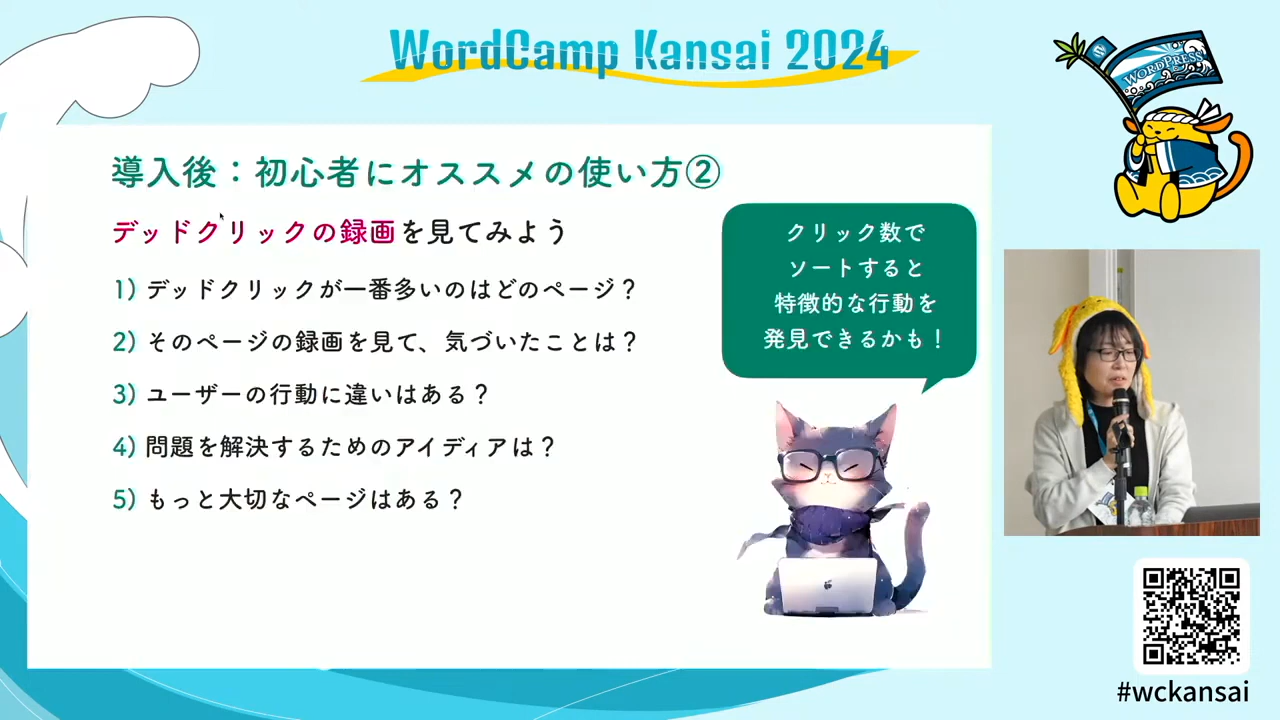 WordCamp Kansai 2024
WORDPRESS
導入後：初心者にオススメの使い方②
デッドクリックの録画を見てみよう
1) デッドクリックが一番多いのはどのページ？
2) そのページの録画を見て、気づいたことは？
3) ユーザーの行動に違いはある？
4) 問題を解決するためのアイディアは？
5) もっと大切なページはある？
クリック数で
ソートすると
特徴的な行動を
発見できるかも！
#wckansai